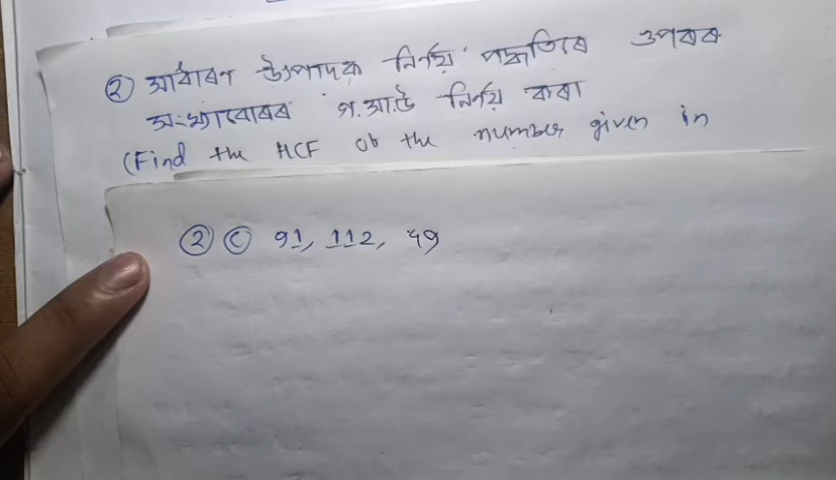 ② সাধাৰণ উৎপাদক নিৰ্ণয় পদ্ধতিৰে ওপৰৰ
সংখ্যাবোৰৰ গ.সা.উ নিৰ্ণয় কৰা
(Find the HCF of the number given in
② ⓒ 91, 112, 49